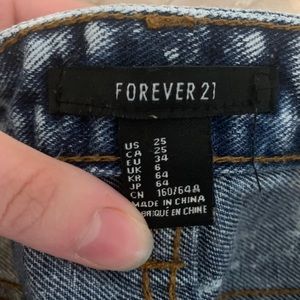 FOREVER 21
US 25
CA 25
EU 34
UK 6
KR 64
JP 64
CN 160/64A
MADE IN CHINA
FABRIQUÉ EN CHINE